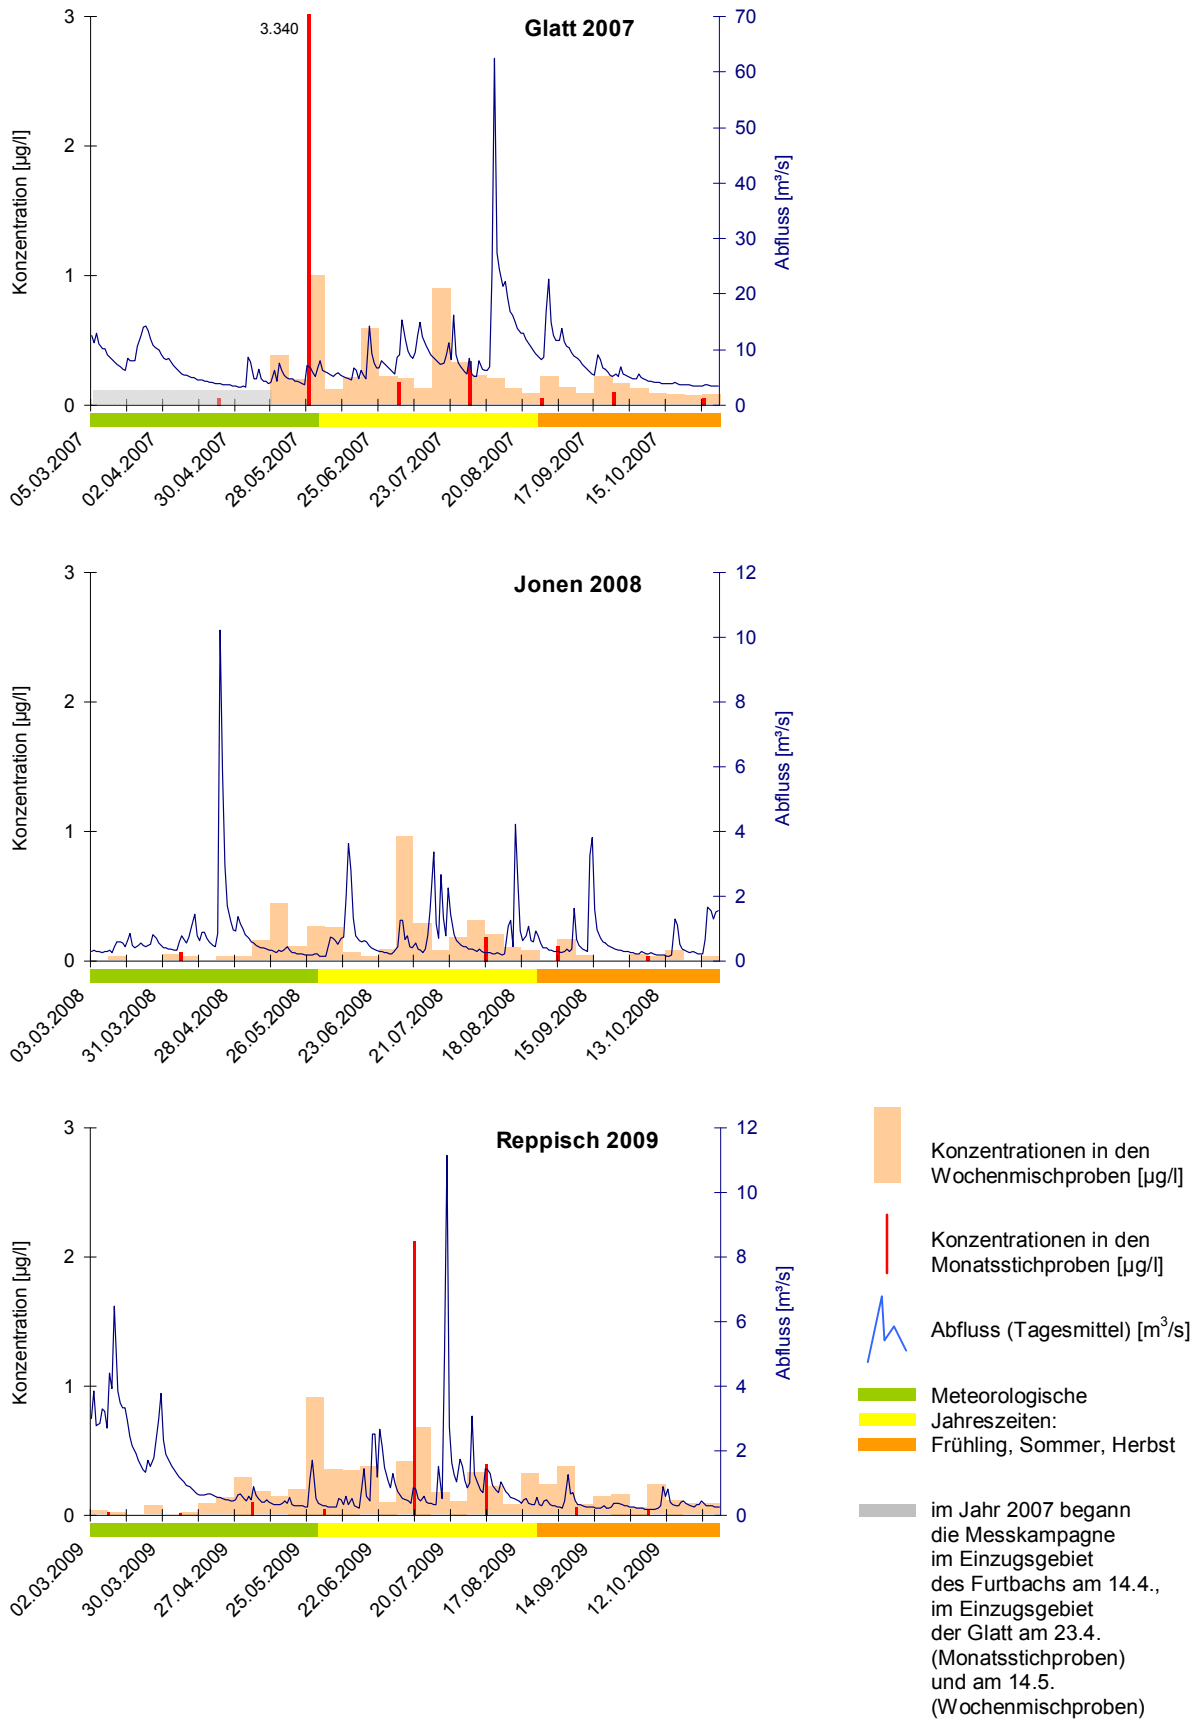 Glatt 2007
3.340
Konzentration [µg/l]
3
2
1
0
Abfluss [m³/s]
70
60
50
40
30
20
10
0
05.03.2007
02.04.2007
30.04.2007
28.05.2007
25.06.2007
23.07.2007
20.08.2007
17.09.2007
15.10.2007
Jonen 2008
Konzentration [µg/l]
3
2
1
0
Abfluss [m³/s]
12
10
8
6
4
2
0
03.03.2008
31.03.2008
28.04.2008
26.05.2008
23.06.2008
21.07.2008
18.08.2008
15.09.2008
13.10.2008
Reppisch 2009
Konzentration [µg/l]
3
2
1
0
Abfluss [m³/s]
12
10
8
6
4
2
0
02.03.2009
30.03.2009
27.04.2009
25.05.2009
22.06.2009
20.07.2009
17.08.2009
14.09.2009
12.10.2009
Konzentrationen in den
Wochenmischproben [µg/l]
Konzentrationen in den
Monatsstichproben [µg/l]
Abfluss (Tagesmittel) [m³/s]
Meteorologische
Jahreszeiten:
Frühling, Sommer, Herbst
im Jahr 2007 begann
die Messkampagne
im Einzugsgebiet
des Furtbachs am 14.4.,
im Einzugsgebiet
der Glatt am 23.4.
(Monatsstichproben)
und am 14.5.
(Wochenmischproben)